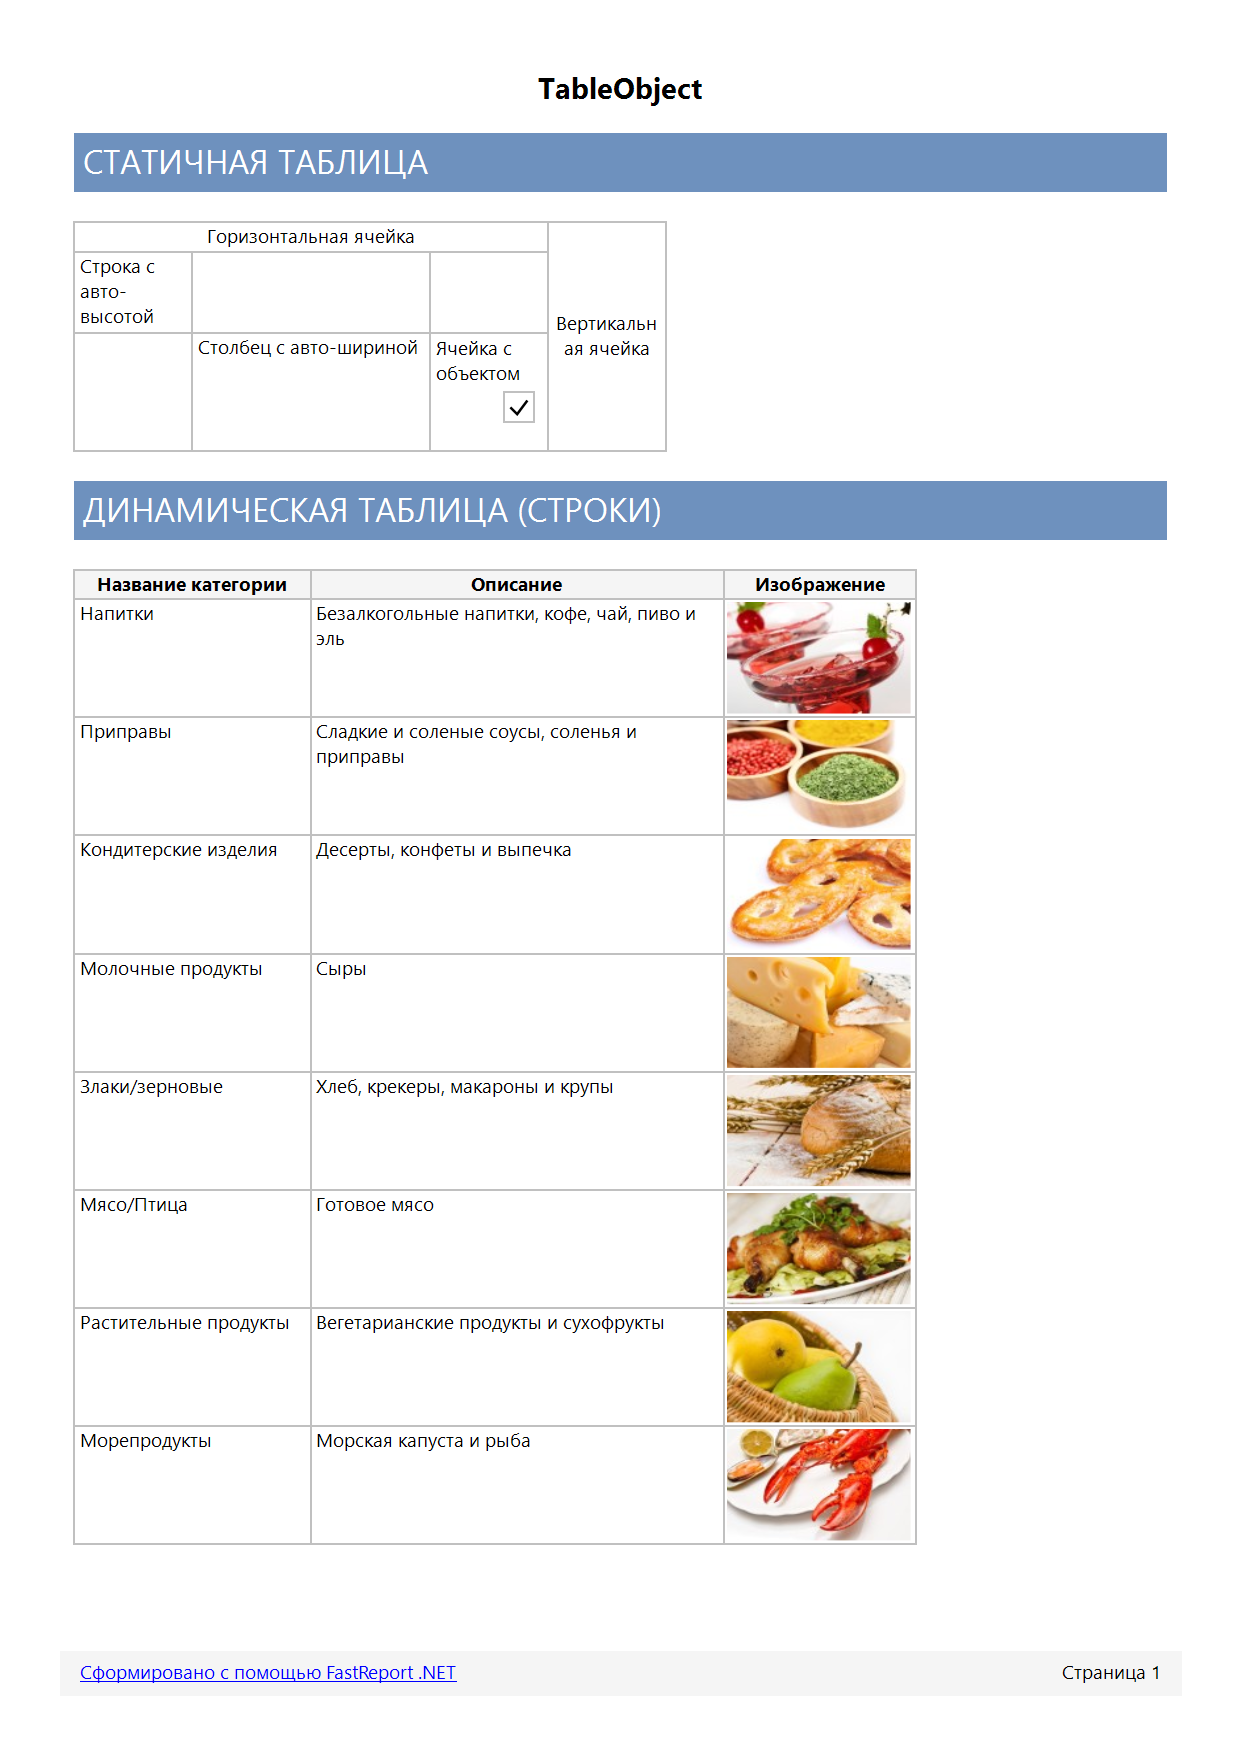 TableObject
СТАТИЧНАЯ ТАБЛИЦА
Горизонтальная ячейка
Строка с
авто-
высотой
Вертикальн
ая ячейка
Столбец с авто-шириной
Ячейка с
объектом
ДИНАМИЧЕСКАЯ ТАБЛИЦА (СТРОКИ)
Название категории Описание Изображение
Напитки Безалкогольные напитки, кофе, чай, пиво и
эль
Приправы Сладкие и соленые соусы, соленья и
приправы
Кондитерские изделия Десерты, конфеты и выпечка
Молочные продукты Сыры
Злаки/зерновые Хлеб, крекеры, макароны и крупы
Мясо/Птица Готовое мясо
Растительные продукты Вегетарианские продукты и сухофрукты
Морепродукты Морская капуста и рыба
Сформировано с помощью FastReport .NET Страница 1